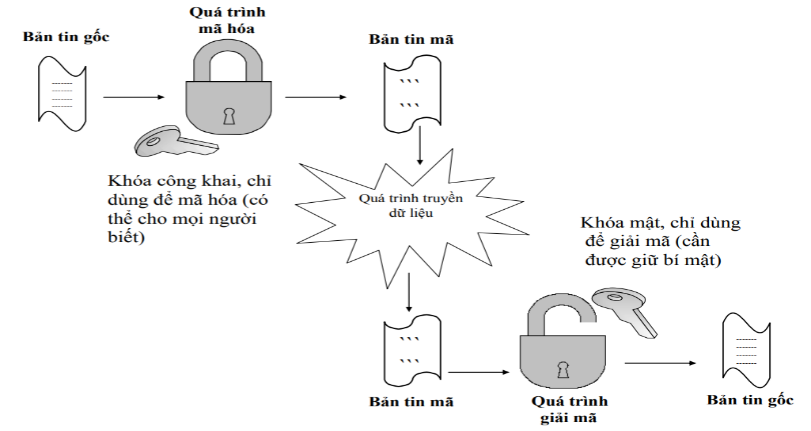 Bản tin gốc
Quá trình
mã hóa
Bản tin mã
Khóa công khai, chỉ
dùng để mã hóa (có
thể cho mọi người
biết)
Quá trình truyền
dữ liệu
Khóa mật, chỉ dùng
để giải mã (cần
được giữ bí mật)
Bản tin mã
Quá trình
giải mã
Bản tin gốc